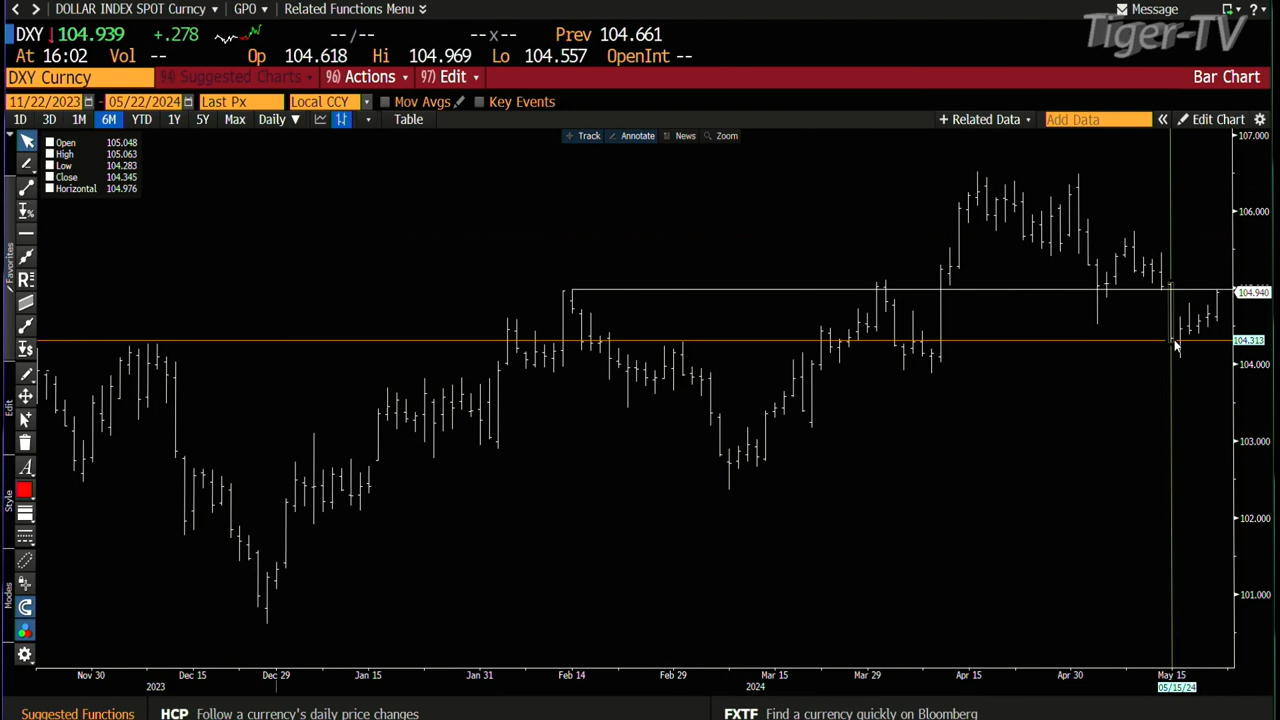 DOLLAR INDEX SPOT Curncy GPO Related Functions Menu Message
Tiger-TV
DXY 104.939 +.278 -- / -- -- x -- Prev 104.661
At 16:02 Vol -- Op 104.618 Hi 104.969 Lo 104.557 OpenInt --
DXY Curncy 94) Suggested Charts 96) Actions 97) Edit Bar Chart
11/22/2023 - 05/22/2024 Last Px Local CCY Mov Avgs Key Events
1D 3D 1M 6M YTD 1Y 5Y Max Daily Table + Related Data Add Data Edit Chart
Track Annotate News Zoom
Open 105.048
High 105.063
Low 104.283
Close 104.345
Horizontal 104.976
107.000
106.000
104.940
104.313
104.000
103.000
102.000
101.000
Favorites
Edit
Style
Modes
Nov 30 Dec 15 Dec 29 Jan 15 Jan 31 Feb 14 Feb 29 Mar 15 Mar 29 Apr 15 Apr 30 May 15
2023 2024 05/15/24
Suggested Functions HCP Follow a currency's daily price changes FXTF Find a currency quickly on Bloomberg